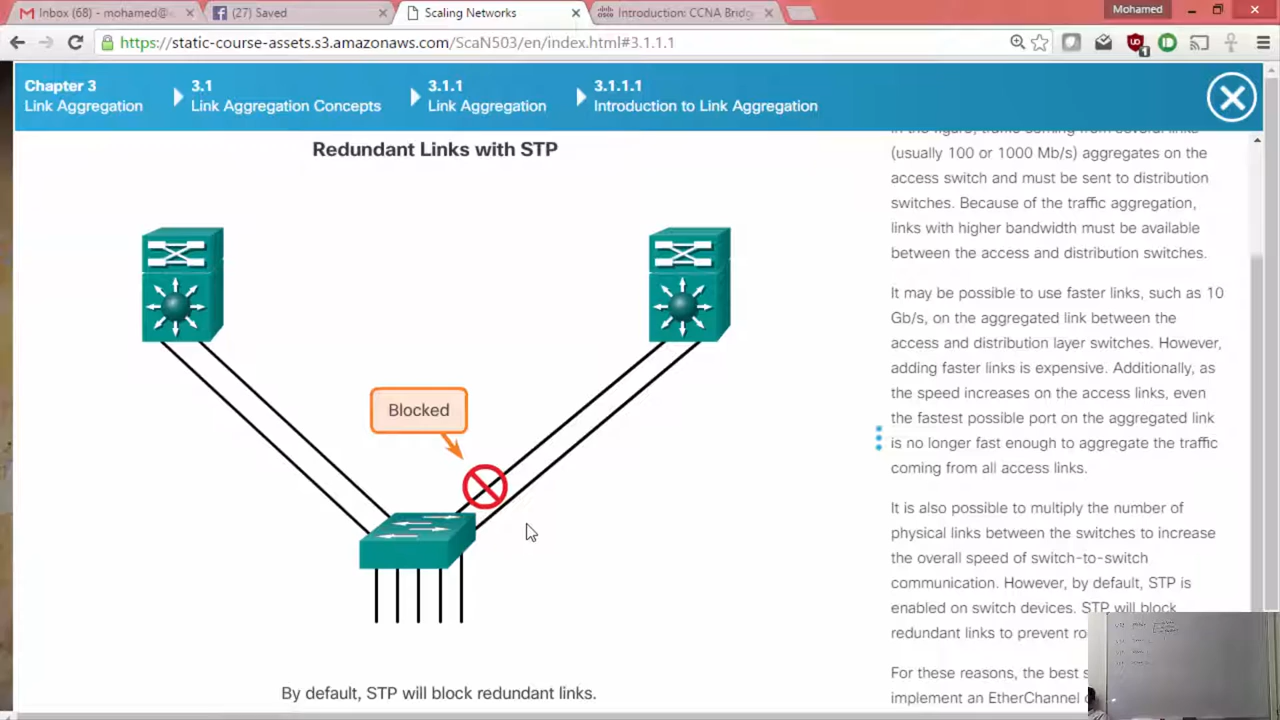 Inbox (68) - mohamed@
(27) Saved
Scaling Networks
Introduction: CCNA Bridg
Mohamed
https://static-course-assets.s3.amazonaws.com/ScaN503/en/index.html#3.1.1.1
1
Chapter 3
Link Aggregation
3.1
Link Aggregation Concepts
3.1.1
Link Aggregation
3.1.1.1
Introduction to Link Aggregation
Redundant Links with STP
Blocked
By default, STP will block redundant links.
In the figure, traffic coming from several links
(usually 100 or 1000 Mb/s) aggregates on the
access switch and must be sent to distribution
switches. Because of the traffic aggregation,
links with higher bandwidth must be available
between the access and distribution switches.
It may be possible to use faster links, such as 10
Gb/s, on the aggregated link between the
access and distribution layer switches. However,
adding faster links is expensive. Additionally, as
the speed increases on the access links, even
the fastest possible port on the aggregated link
is no longer fast enough to aggregate the traffic
coming from all access links.
It is also possible to multiply the number of
physical links between the switches to increase
the overall speed of switch-to-switch
communication. However, by default, STP is
enabled on switch devices. STP will block
redundant links to prevent
For these reasons, the best
implement an EtherChannel